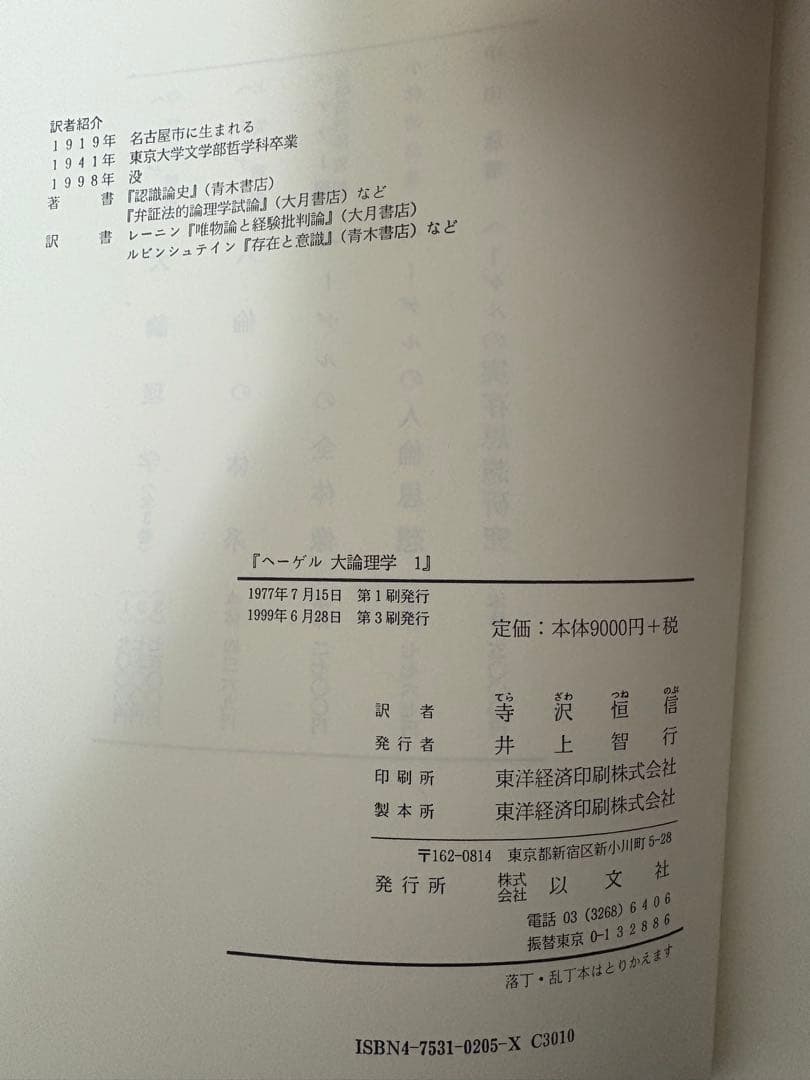 訳者紹介
1919年 名古屋市に生まれる
1941年 東京大学文学部哲学科卒業
1998年 没
著 書 『認識論史』（青木書店）
『弁証法的論理学試論』（大月書店）など
訳 書 レーニン『唯物論と経験批判論』（大月書店）
ルビンシュテイン『存在と意識』（青木書店）など
『ヘーゲル 大論理学 1』
1977年7月15日 第1刷発行
1999年6月28日 第3刷発行
定価：本体9000円＋税
てら ざわ つね のぶ
訳者 寺沢恒信
発行者 井上智行
印刷所 東洋経済印刷株式会社
製本所 東洋経済印刷株式会社
〒162-0814 東京都新宿区新小川町5-28
発行所 株式会社 以文社
電話 03 (3268) 6406
振替東京 0-132886
落丁・乱丁本はとりかえます
ISBN4-7531-0205-X C3010